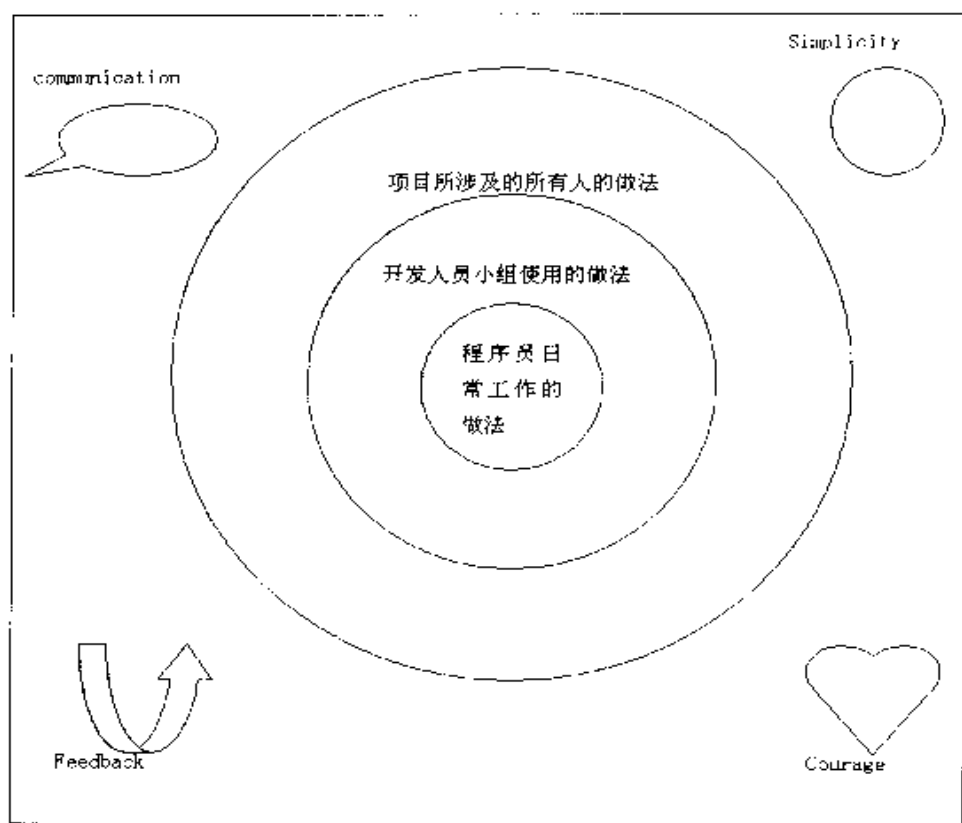 Simplicity
communication
项目所涉及的所有人的做法
开发人员小组使用的做法
程序员日
常工作的
做法
Feedback
Courage